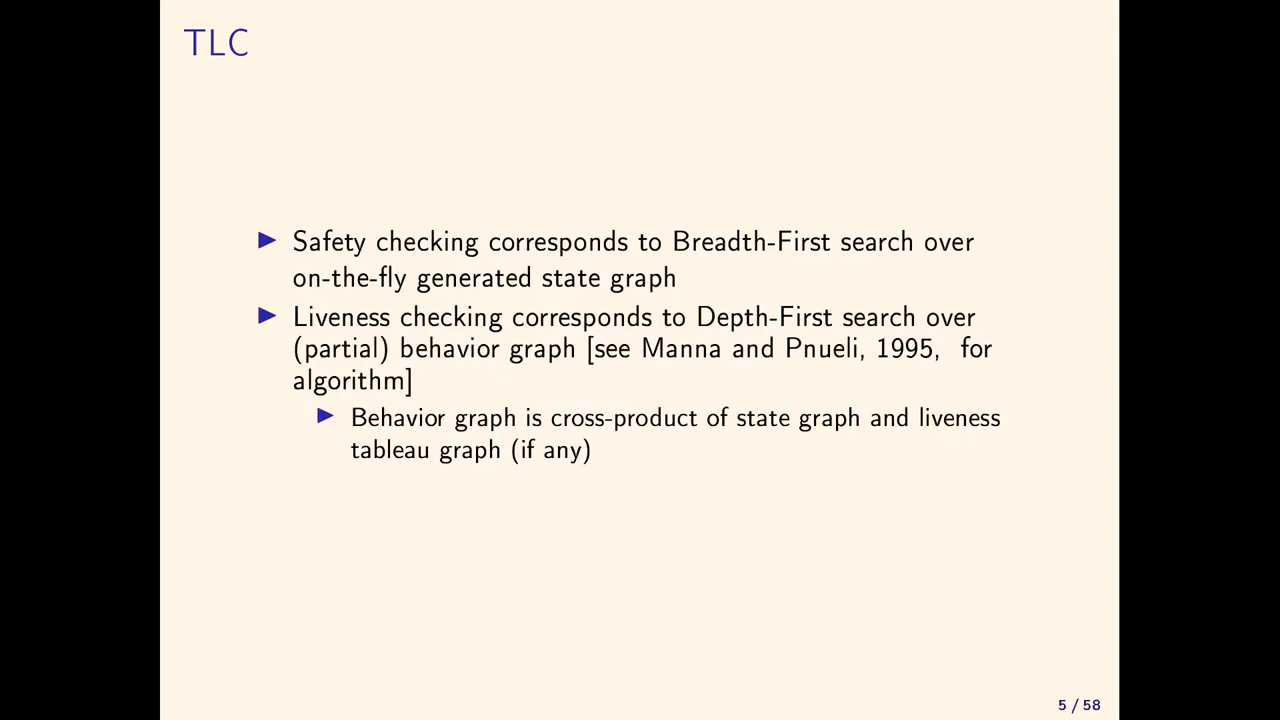 TLC
Safety checking corresponds to Breadth-First search over
on-the-fly generated state graph
Liveness checking corresponds to Depth-First search over
(partial) behavior graph [see Manna and Pnueli, 1995, for
algorithm]
Behavior graph is cross-product of state graph and liveness
tableau graph (if any)
5 / 58